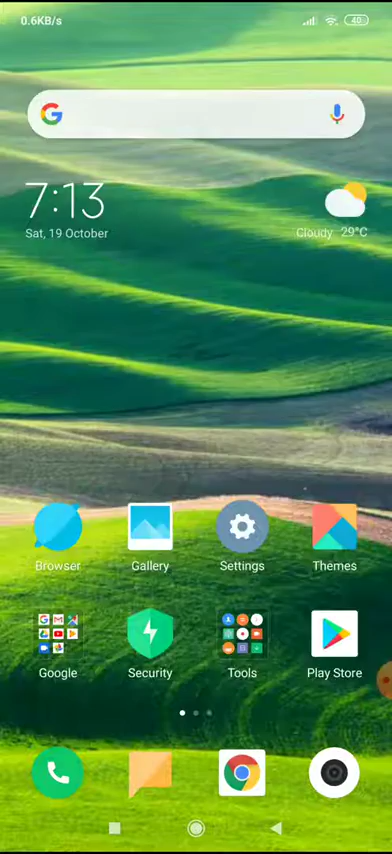 0.6KB/s
40
7:13
Sat, 19 October
Cloudy 29°C
Browser
Gallery
Settings
Themes
Google
Security
Tools
Play Store